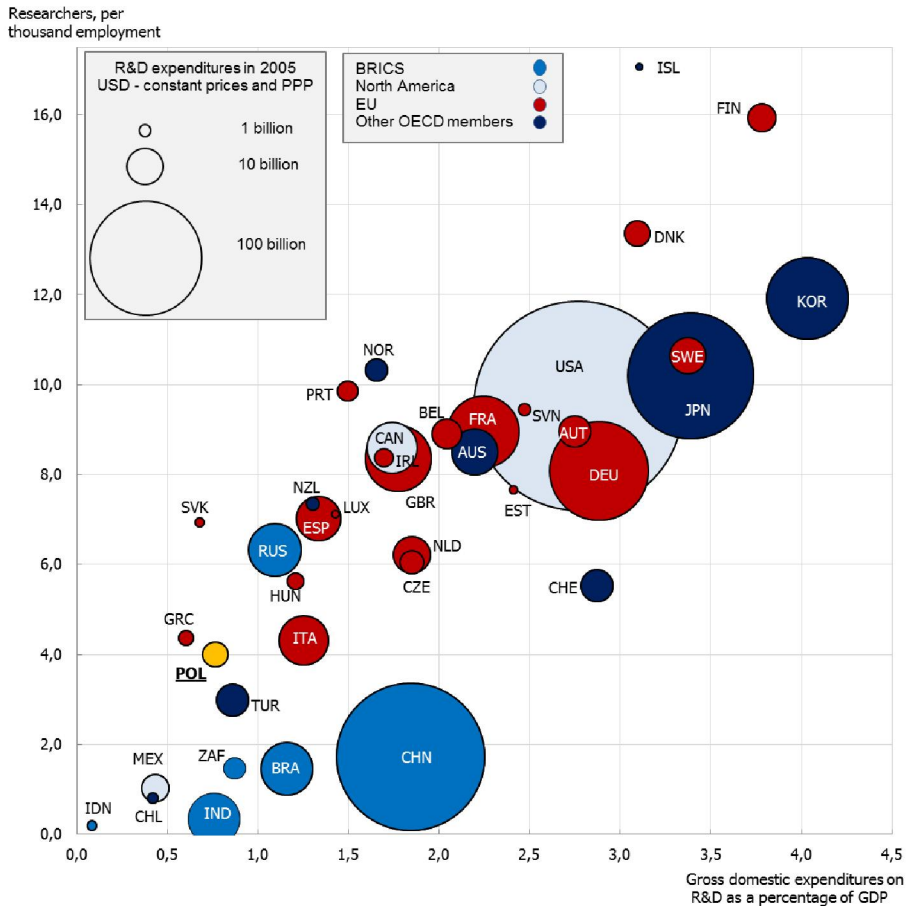 Researchers, per
thousand employment
R&D expenditures in 2005
USD - constant prices and PPP
1 billion
10 billion
100 billion
BRICS
North America
EU
Other OECD members
ISL
FIN
DNK
KOR
NOR
USA
SWE
PRT
JPN
BEL
FRA
SVN
AUT
CAN
IRL
AUS
DEU
GBR
EST
NZL
LUX
SVK
ESP
RUS
NLD
HUN
CZE
CHE
GRC
ITA
POL
TUR
MEX
ZAF
BRA
CHN
IDN
CHL
IND
16,0
14,0
12,0
10,0
8,0
6,0
4,0
2,0
0,0
0,0 0,5 1,0 1,5 2,0 2,5 3,0 3,5 4,0 4,5
Gross domestic expenditures on
R&D as a percentage of GDP